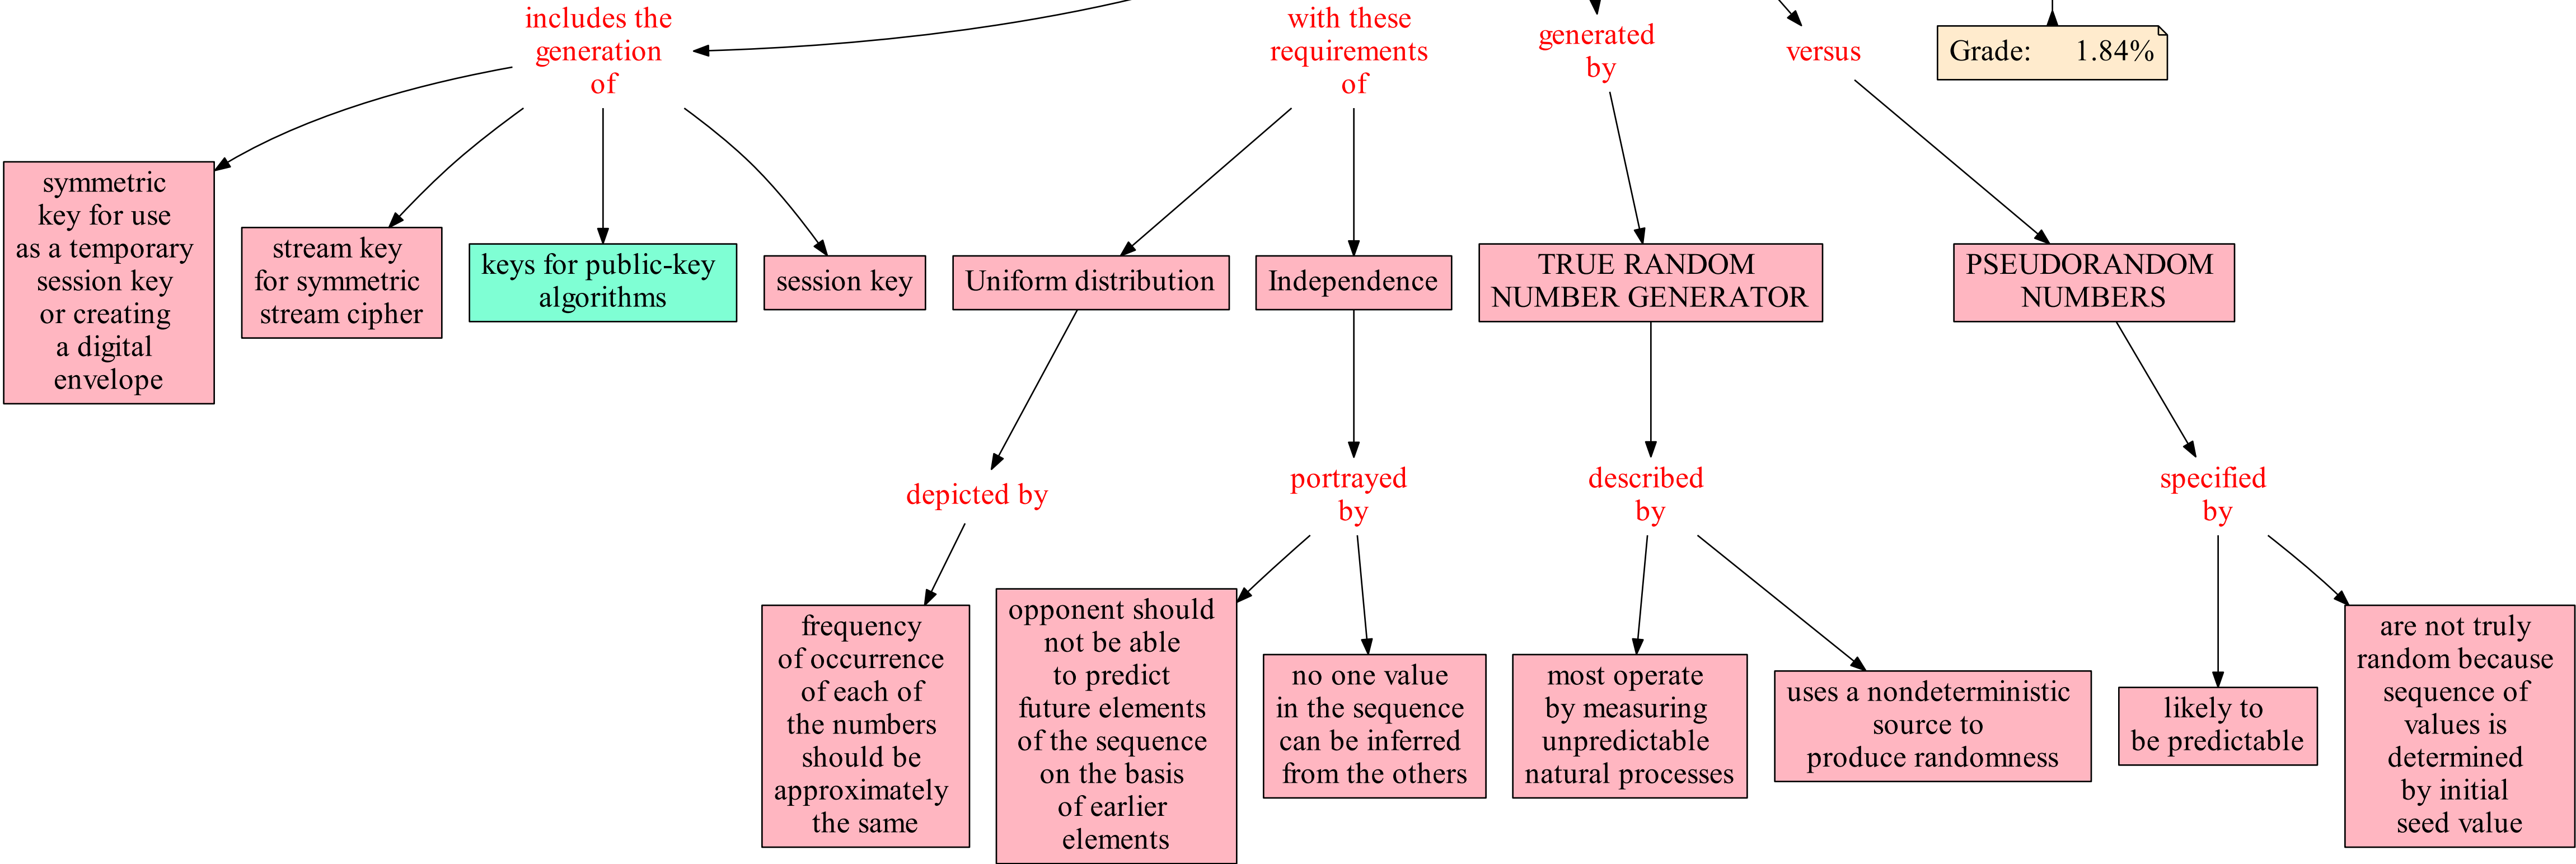 includes the
generation
of
with these
requirements
of
generated
by
versus
Grade: 1.84%
symmetric
key for use
as a temporary
session key
or creating
a digital
envelope
stream key
for symmetric
stream cipher
keys for public-key
algorithms
session key
Uniform distribution
Independence
TRUE RANDOM
NUMBER GENERATOR
PSEUDORANDOM
NUMBERS
depicted by
portrayed
by
described
by
specified
by
frequency
of occurrence
of each of
the numbers
should be
approximately
the same
opponent should
not be able
to predict
future elements
of the sequence
on the basis
of earlier
elements
no one value
in the sequence
can be inferred
from the others
most operate
by measuring
unpredictable
natural processes
uses a nondeterministic
source to
produce randomness
likely to
be predictable
are not truly
random because
sequence of
values is
determined
by initial
seed value